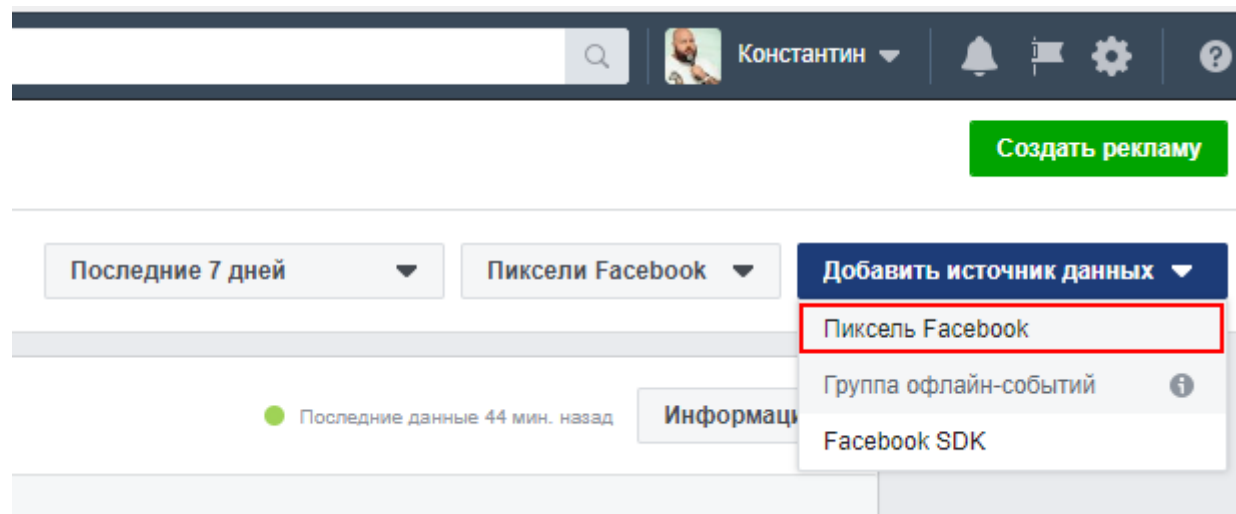 Константин
Создать рекламу
Последние 7 дней
Пиксели Facebook
Добавить источник данных
Пиксель Facebook
Группа офлайн-событий
Последние данные 44 мин. назад
Информаци
Facebook SDK